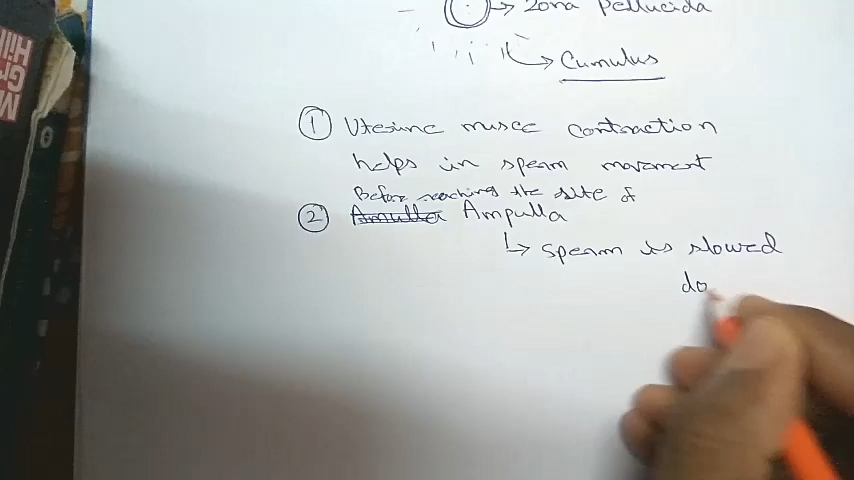 → Zona Pellucida
→ Cumulus
① Uterine musce contraction
helps in sperm movement
Before reaching the site of
② Ampulla
↳ sperm is slowed
do